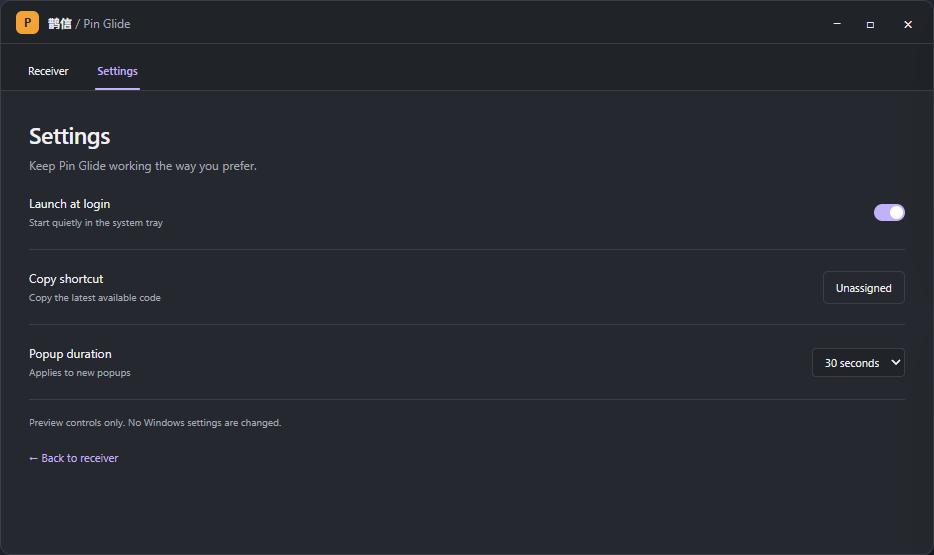 P 鹊信 / Pin Glide
Receiver Settings
Settings
Keep Pin Glide working the way you prefer.
Launch at login
Start quietly in the system tray
Copy shortcut
Copy the latest available code
Unassigned
Popup duration
Applies to new popups
30 seconds
Preview controls only. No Windows settings are changed.
← Back to receiver